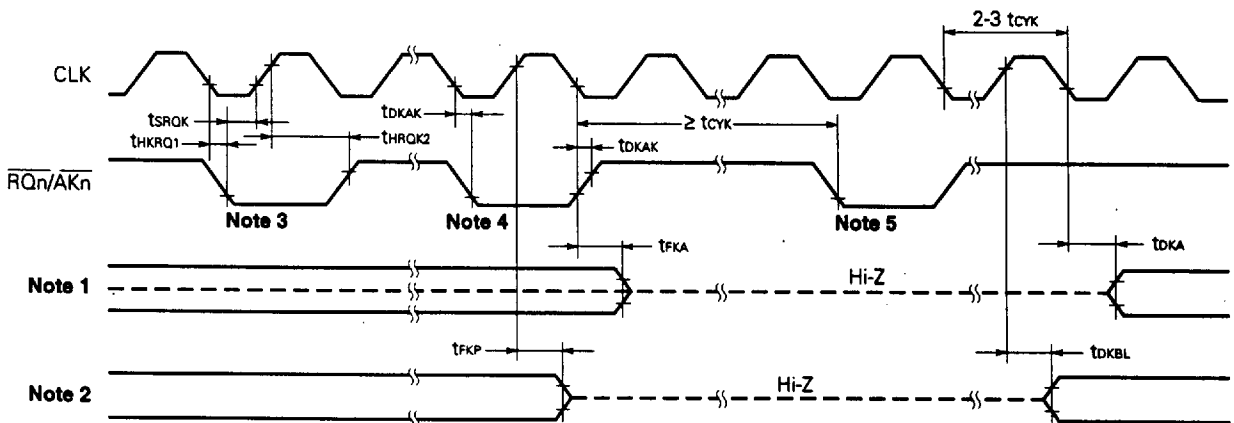 2-3 tCYK
CLK
tSRQK
tDKAK
tHKRQ1
tHRQK2
≥ tCYK
tDKAK
RQn/AKn
Note 3
Note 4
Note 5
tFKA
tDKA
Note 1
Hi-Z
tFKP
tDKBL
Note 2
Hi-Z